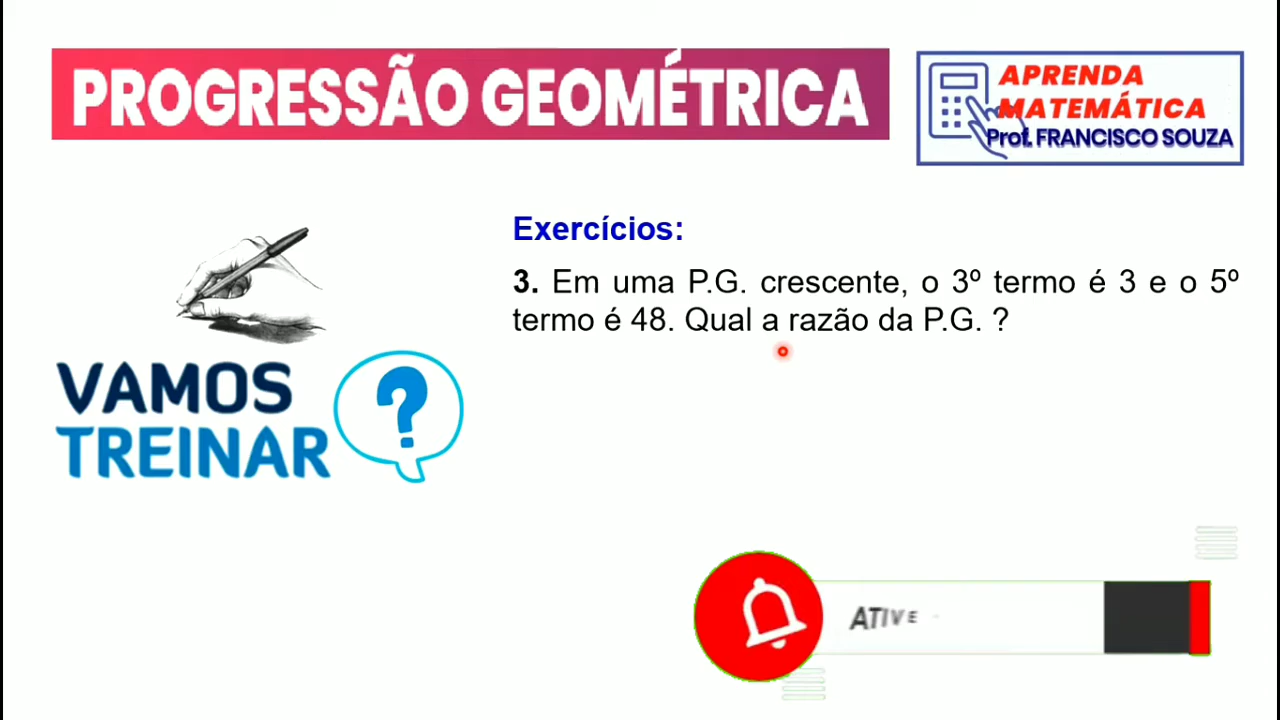 PROGRESSÃO GEOMÉTRICA
APRENDA
MATEMÁTICA
Prof. FRANCISCO SOUZA
Exercícios:
3. Em uma P.G. crescente, o 3º termo é 3 e o 5º
termo é 48. Qual a razão da P.G. ?
VAMOS
TREINAR
?
ATIVE